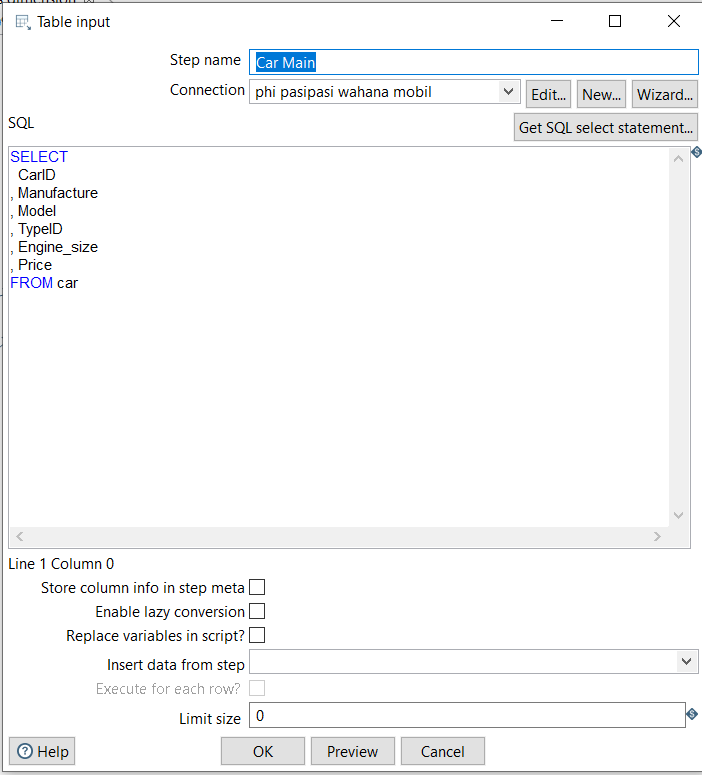 Table input
Step name Car Main
Connection phi pasipasi wahana mobil Edit... New... Wizard...
SQL Get SQL select statement...
SELECT
CarID
, Manufacture
, Model
, TypeID
, Engine_size
, Price
FROM car
Line 1 Column 0
Store column info in step meta
Enable lazy conversion
Replace variables in script?
Insert data from step
Execute for each row?
Limit size 0
Help OK Preview Cancel